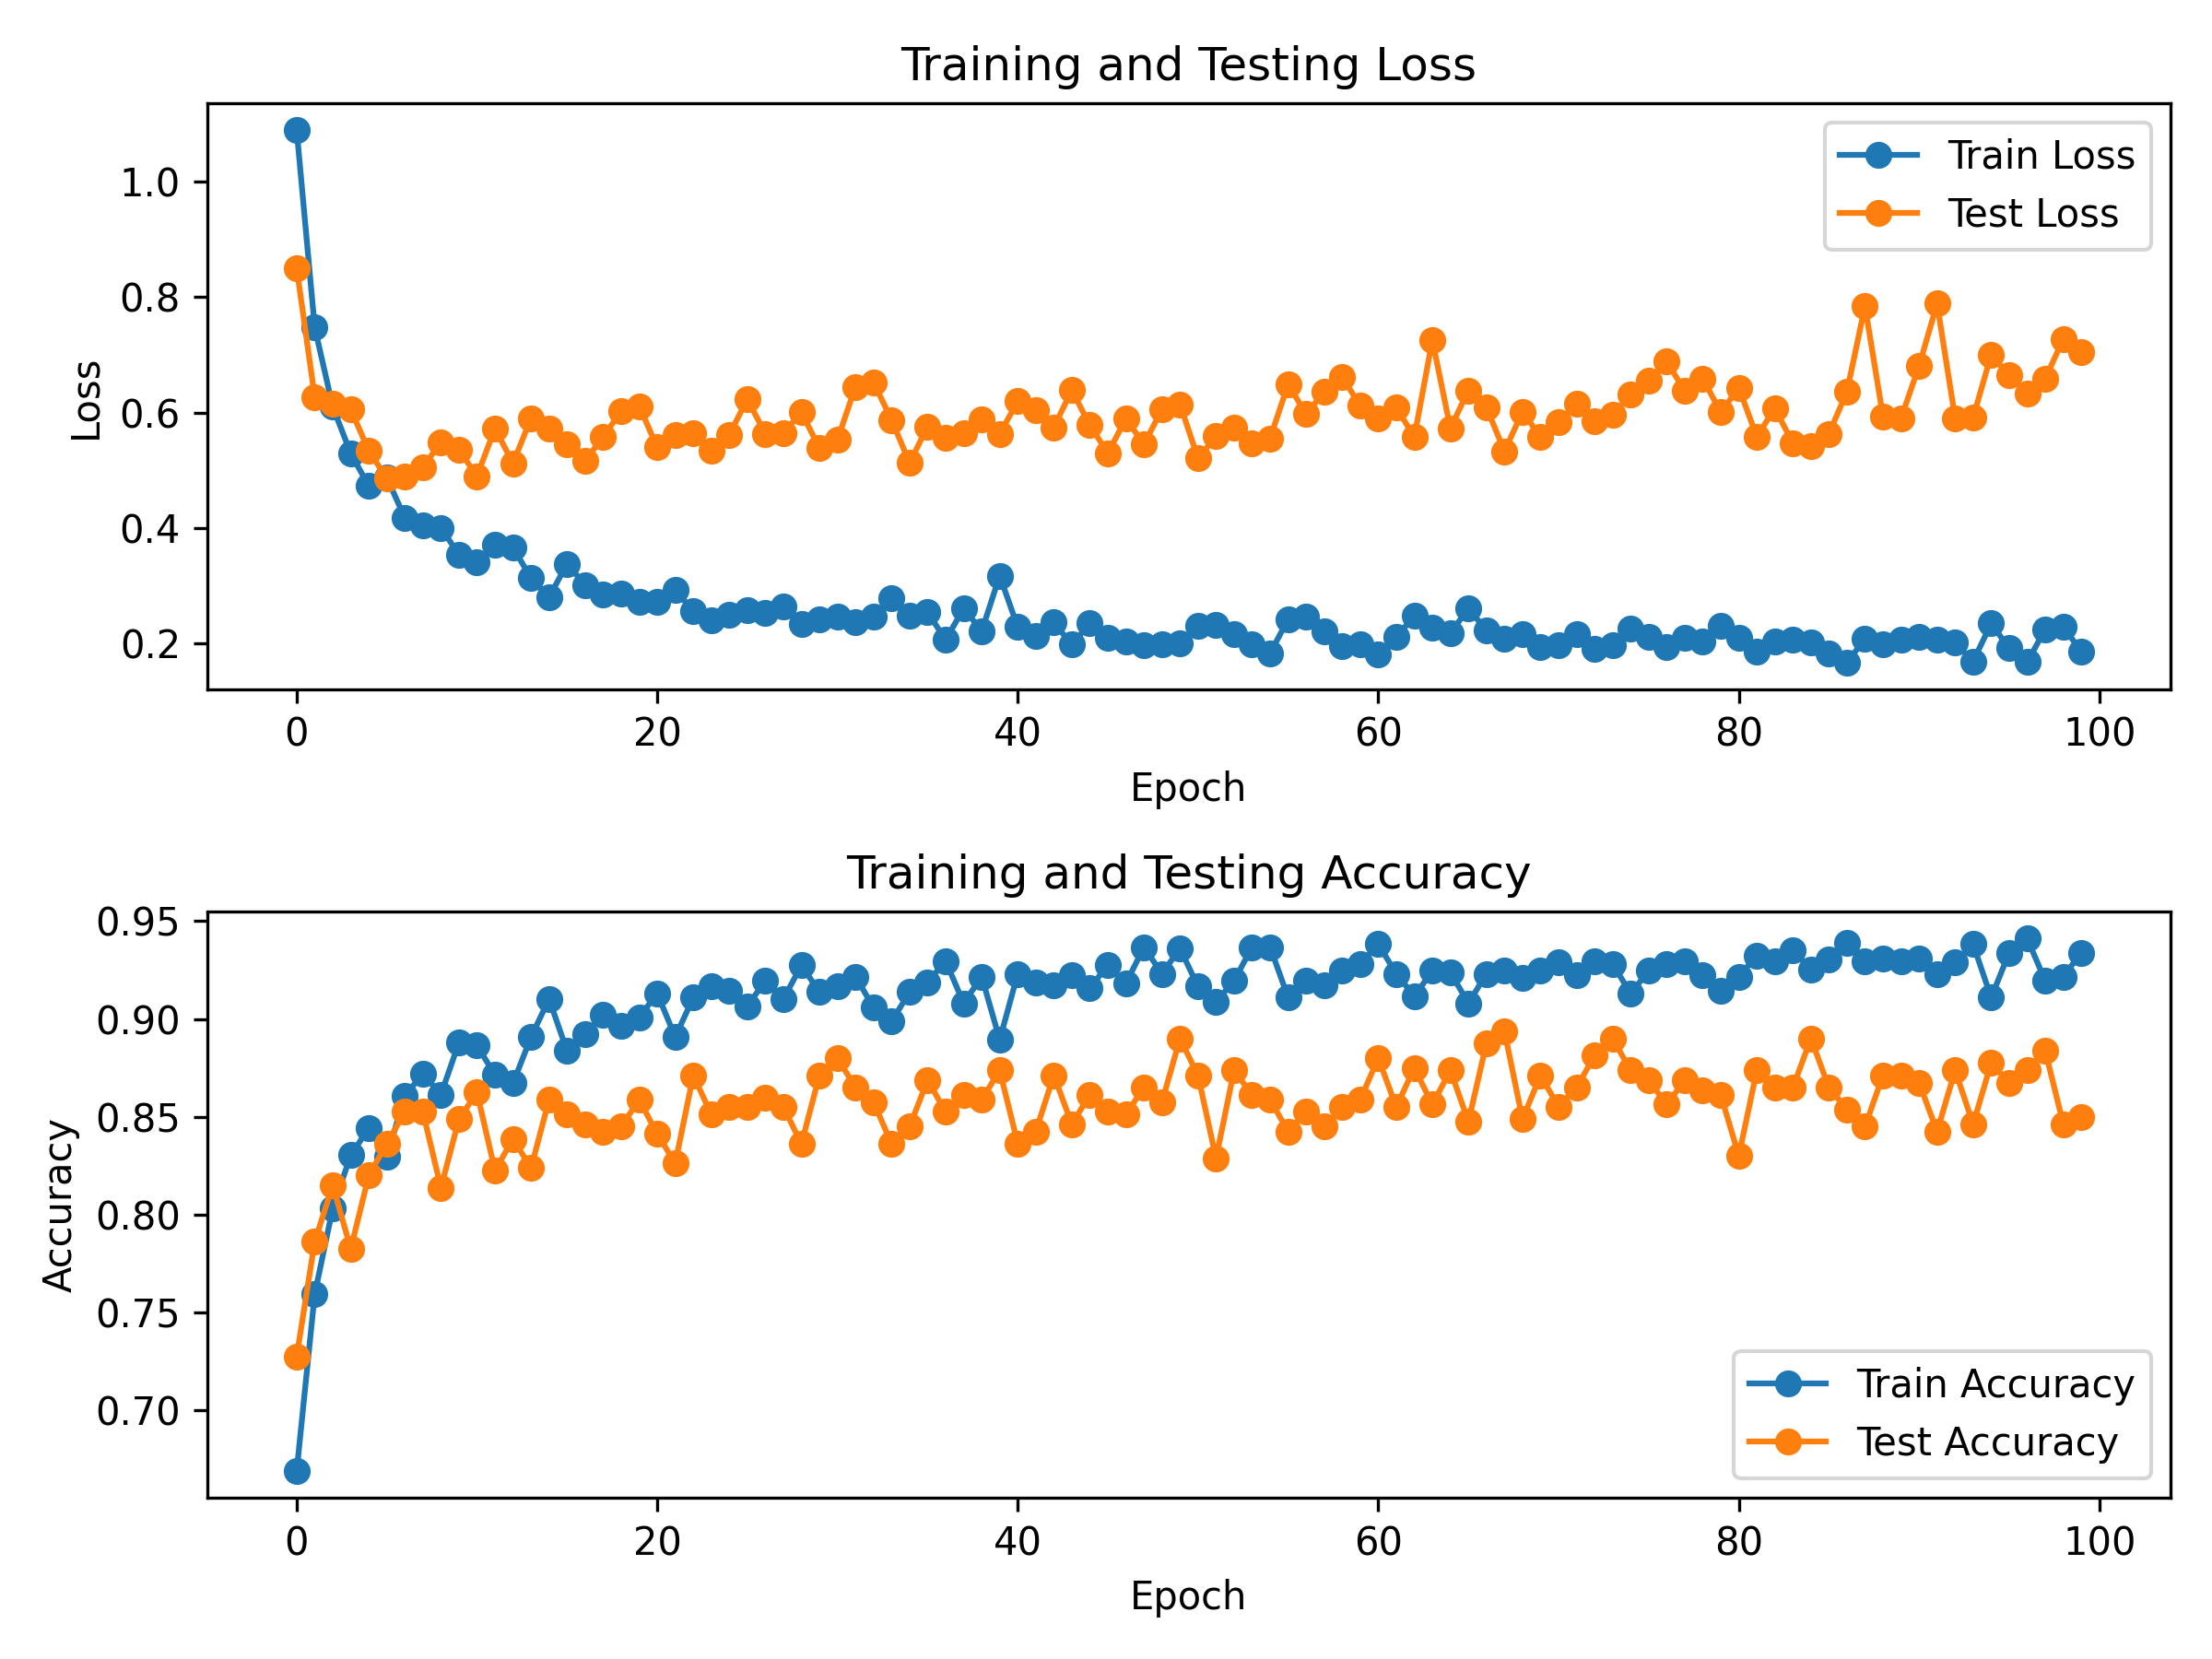 Training and Testing Loss
Train Loss
Test Loss
1.0
0.8
0.6
0.4
0.2
Loss
0 20 40 60 80 100
Epoch
Training and Testing Accuracy
0.95
0.90
0.85
0.80
0.75
0.70
Accuracy
Train Accuracy
Test Accuracy
0 20 40 60 80 100
Epoch